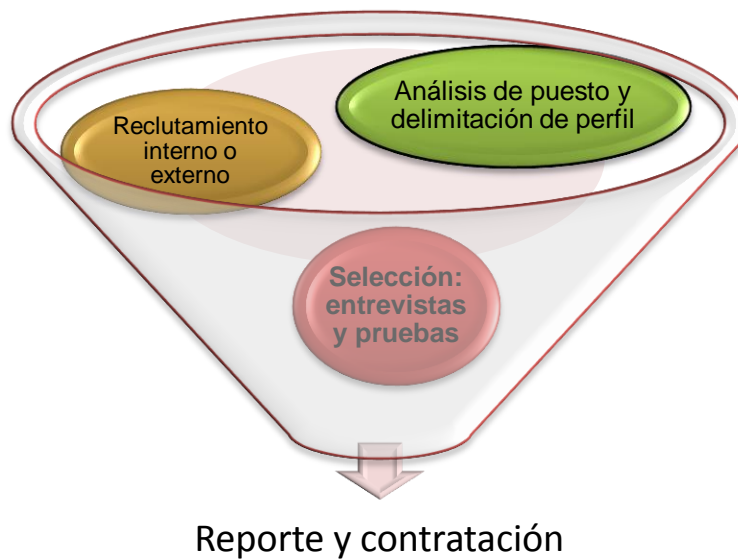 Análisis de puesto y
delimitación de perfil
Reclutamiento
interno o
externo
Selección:
entrevistas
y pruebas
Reporte y contratación